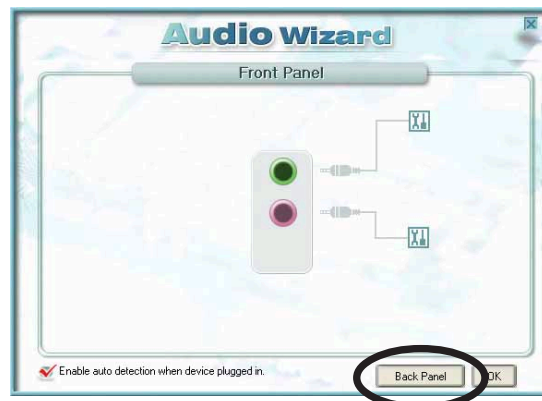 Audio Wizard
Front Panel
Enable auto detection when device plugged in.
Back Panel
OK